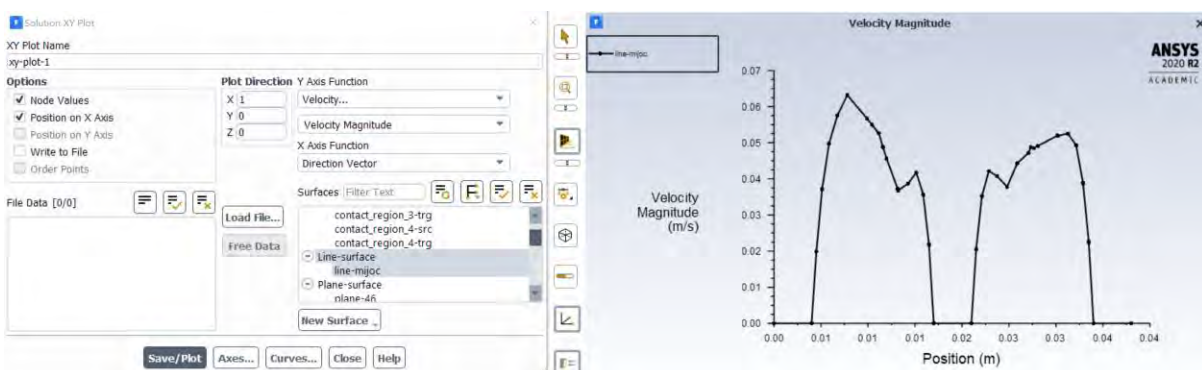 Solution XY Plot
XY Plot Name
xy-plot-1
Options
Node Values
Position on X Axis
Position on Y Axis
Write to File
Order Points
Plot Direction
X 1
Y 0
Z 0
Y Axis Function
Velocity...
Velocity Magnitude
X Axis Function
Direction Vector
File Data [0/0]
Load File...
Free Data
Surfaces Filter Text
contact_region_3-trg
contact_region_4-src
contact_region_4-trg
Line-surface
line-mijoc
Plane-surface
plane-46
New Surface
Save/Plot Axes... Curves... Close Help
Velocity Magnitude
line-mijoc
ANSYS
2020 R2
ACADEMIC
0.07
0.06
0.05
0.04
0.03
0.02
0.01
0.00
Velocity
Magnitude
(m/s)
0.00 0.01 0.01 0.01 0.02 0.03 0.03 0.04 0.04
Position (m)